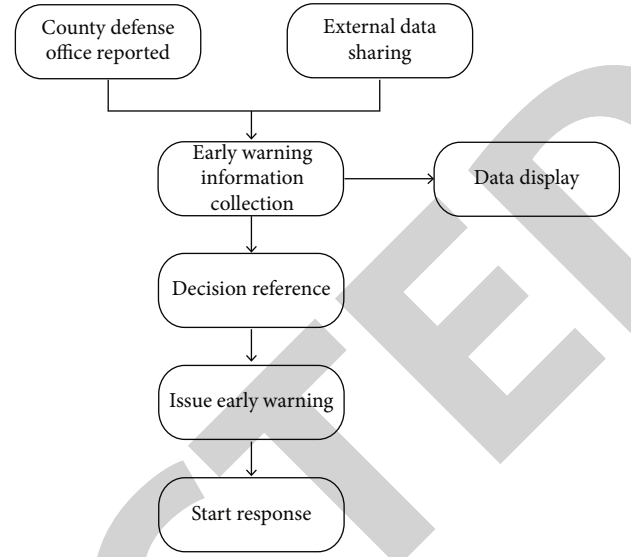 County defense
office reported
External data
sharing
Early warning
information
collection
Data display
Decision reference
Issue early warning
Start response